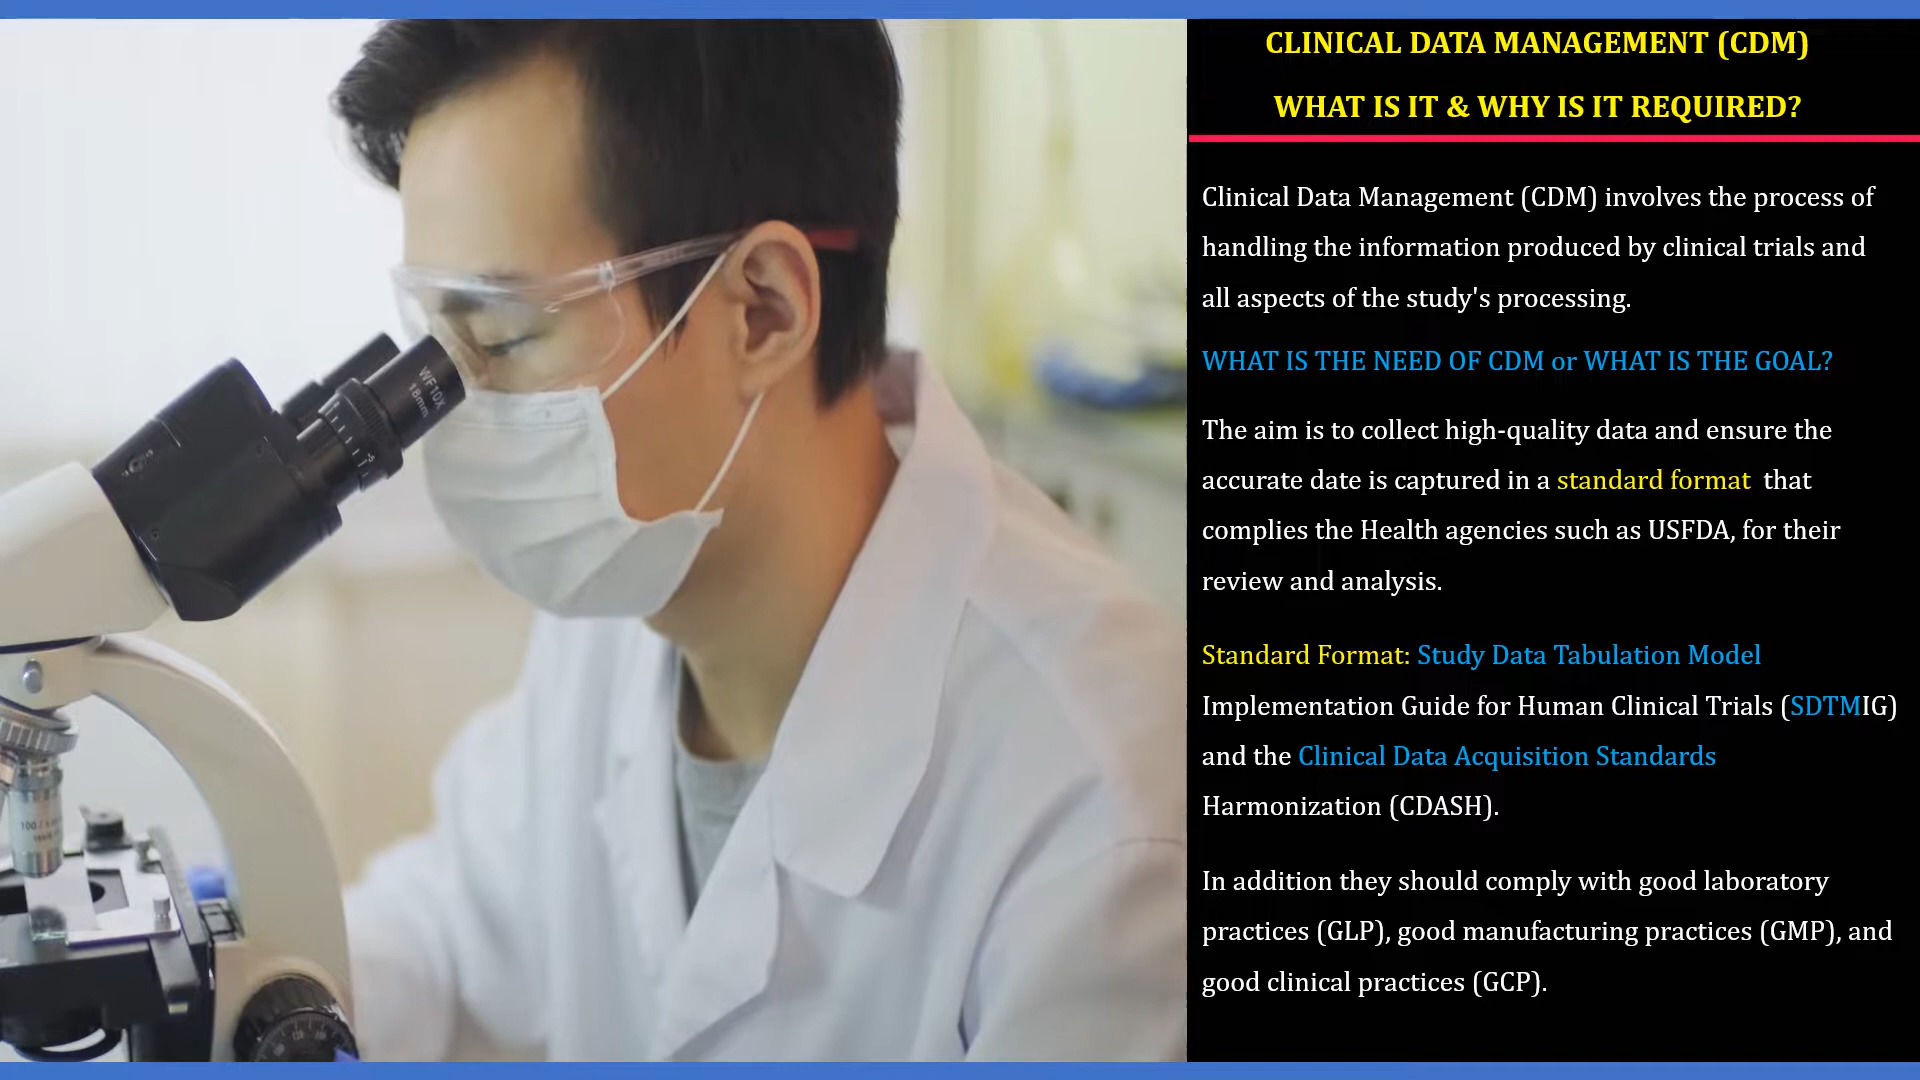 CLINICAL DATA MANAGEMENT (CDM)
WHAT IS IT & WHY IS IT REQUIRED?
Clinical Data Management (CDM) involves the process of
handling the information produced by clinical trials and
all aspects of the study's processing.
WHAT IS THE NEED OF CDM or WHAT IS THE GOAL?
The aim is to collect high-quality data and ensure the
accurate date is captured in a standard format that
complies the Health agencies such as USFDA, for their
review and analysis.
Standard Format: Study Data Tabulation Model
Implementation Guide for Human Clinical Trials (SDTMIG)
and the Clinical Data Acquisition Standards
Harmonization (CDASH).
In addition they should comply with good laboratory
practices (GLP), good manufacturing practices (GMP), and
good clinical practices (GCP).
WF10X
18mm